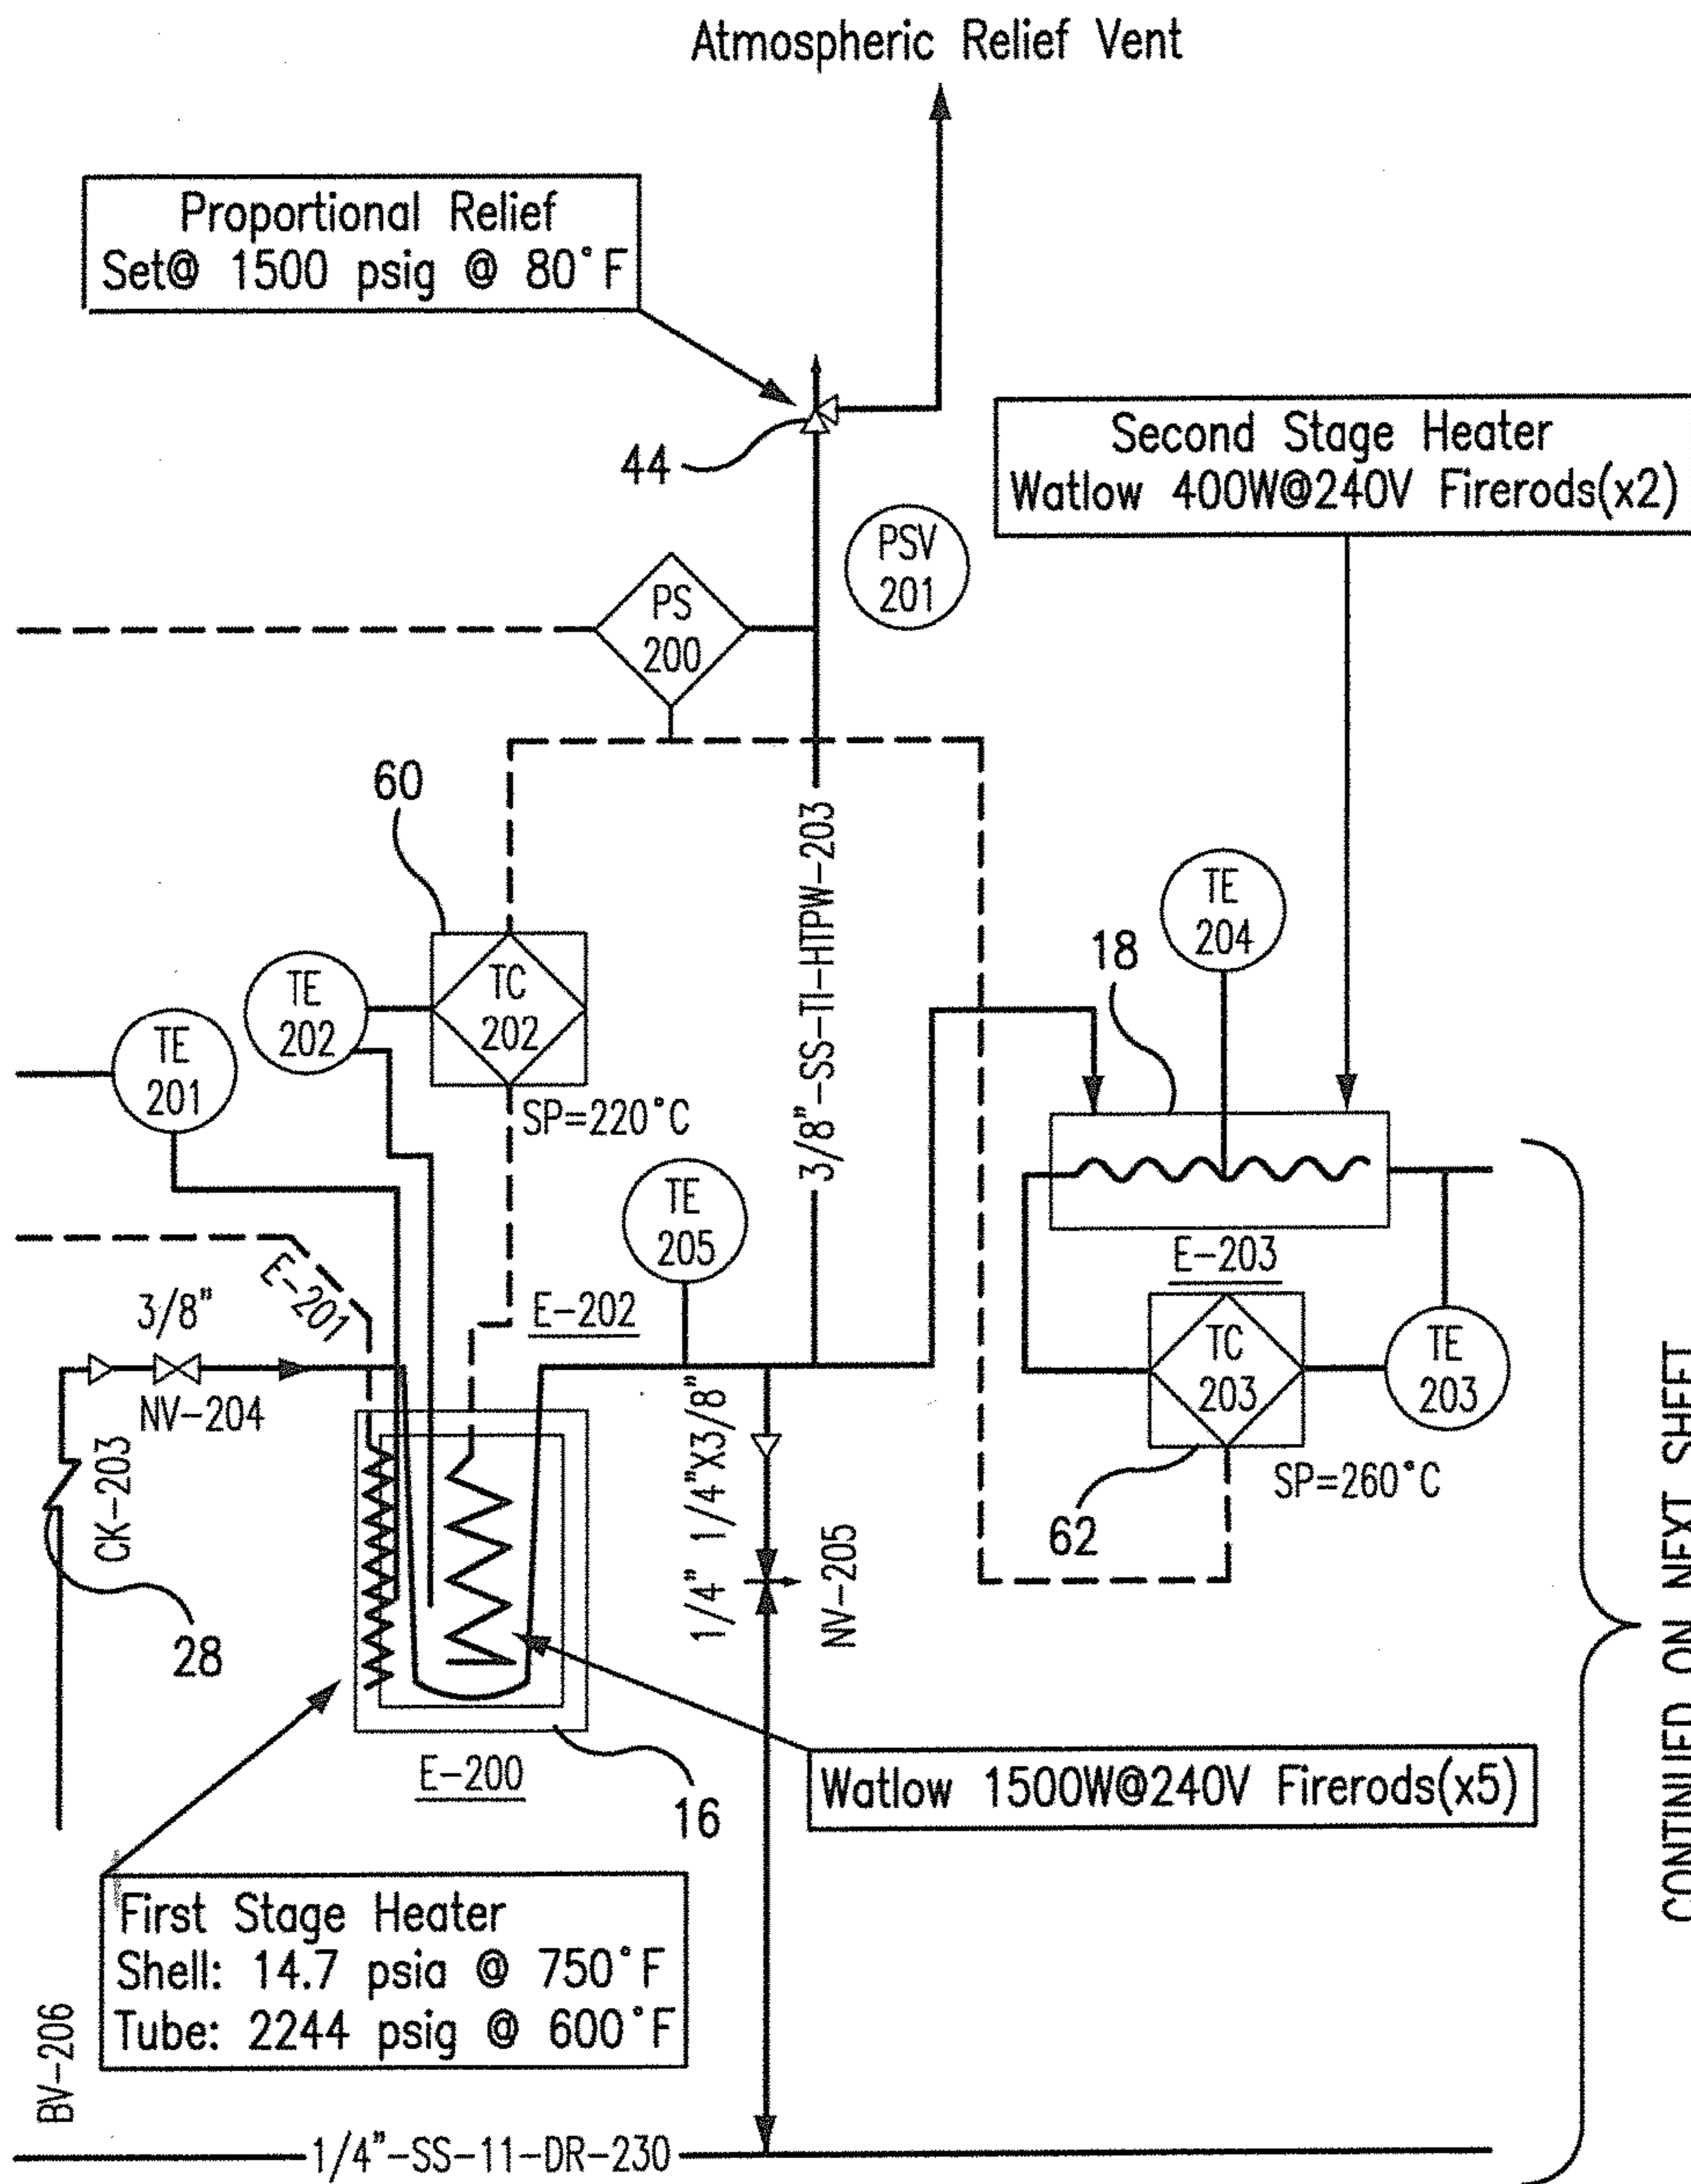 Atmospheric Relief Vent
Proportional Relief
Set@ 1500 psig @ 80°F
44
Second Stage Heater
Watlow 400W@240V Firerods(x2)
PSV
201
PS
200
60
3/8"-SS-TI-HTPW-203
TE
204
18
TE
202
TC
202
TE
201
SP=220°C
TE
205
E-203
E-201
3/8"
E-202
TC
203
TE
203
NV-204
CK-203
1/4" 1/4"X3/8"
NV-205
SP=260°C
62
28
E-200
16
Watlow 1500W@240V Firerods(x5)
First Stage Heater
Shell: 14.7 psia @ 750°F
Tube: 2244 psig @ 600°F
BV-206
1/4"-SS-11-DR-230
CONTINUED ON NEXT SHEET